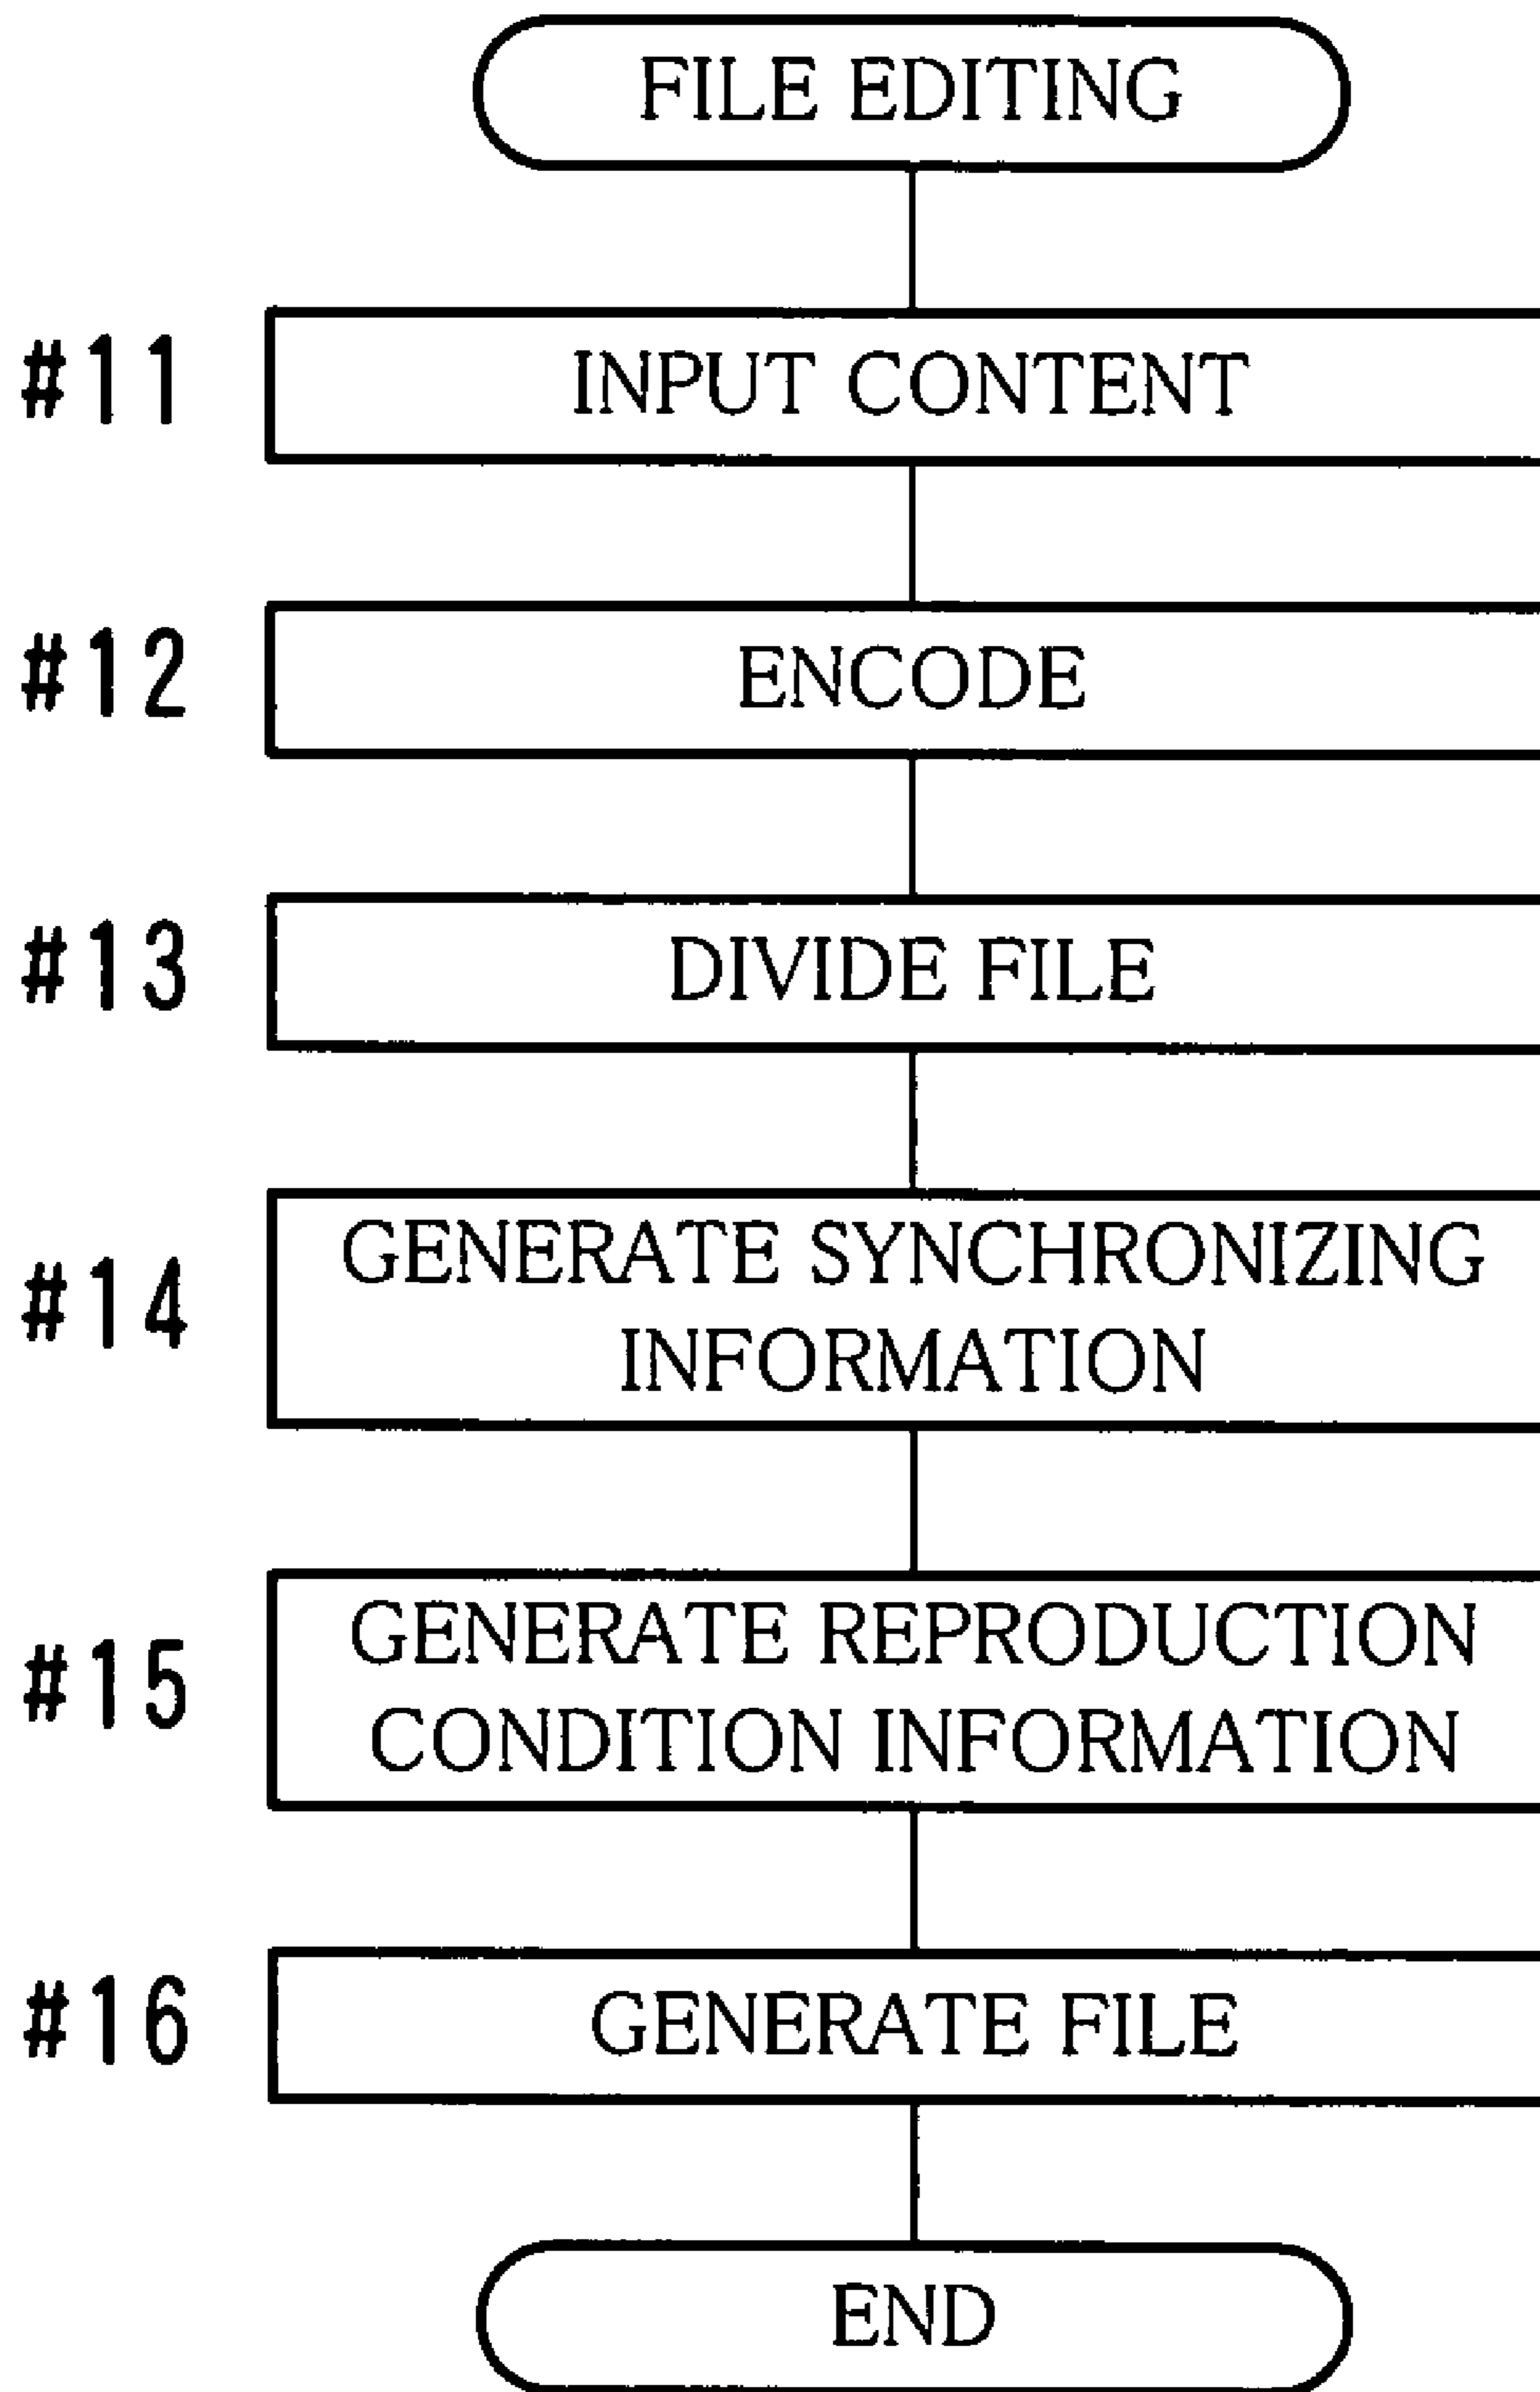 FILE EDITING
#11
INPUT CONTENT
#12
ENCODE
#13
DIVIDE FILE
#14
GENERATE SYNCHRONIZING
INFORMATION
#15
GENERATE REPRODUCTION
CONDITION INFORMATION
#16
GENERATE FILE
END